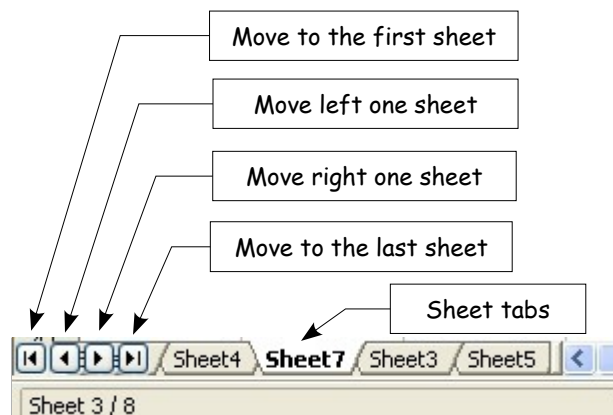 Move to the first sheet
Move left one sheet
Move right one sheet
Move to the last sheet
Sheet tabs
Sheet4 Sheet7 Sheet3 Sheet5
Sheet 3 / 8